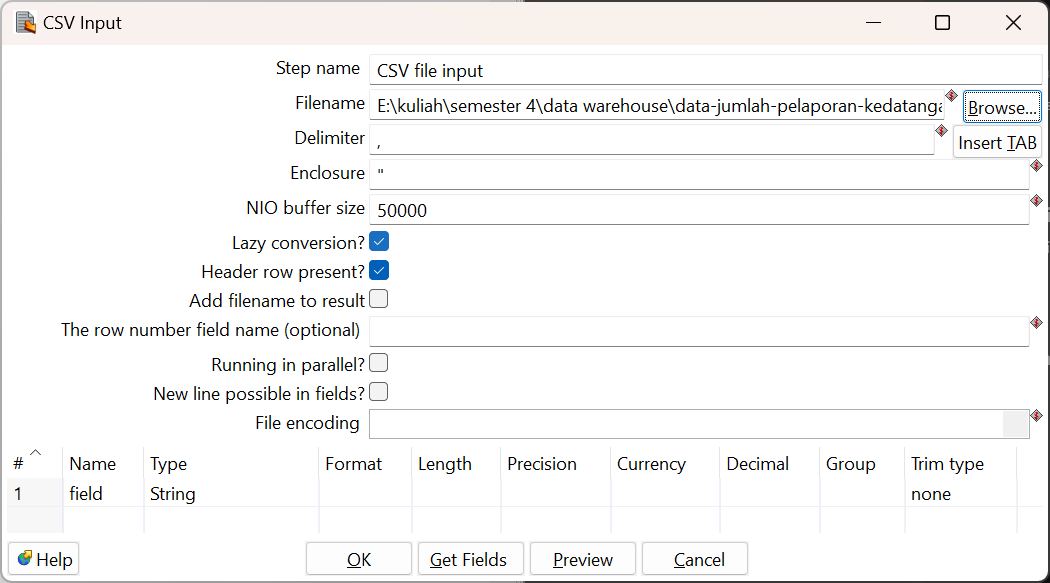 CSV Input
Step name CSV file input
Filename E:\kuliah\semester 4\data warehouse\data-jumlah-pelaporan-kedatanga Browse...
Delimiter , Insert TAB
Enclosure "
NIO buffer size 50000
Lazy conversion?
Header row present?
Add filename to result
The row number field name (optional)
Running in parallel?
New line possible in fields?
File encoding
# Name Type Format Length Precision Currency Decimal Group Trim type
1 field String none
Help OK Get Fields Preview Cancel